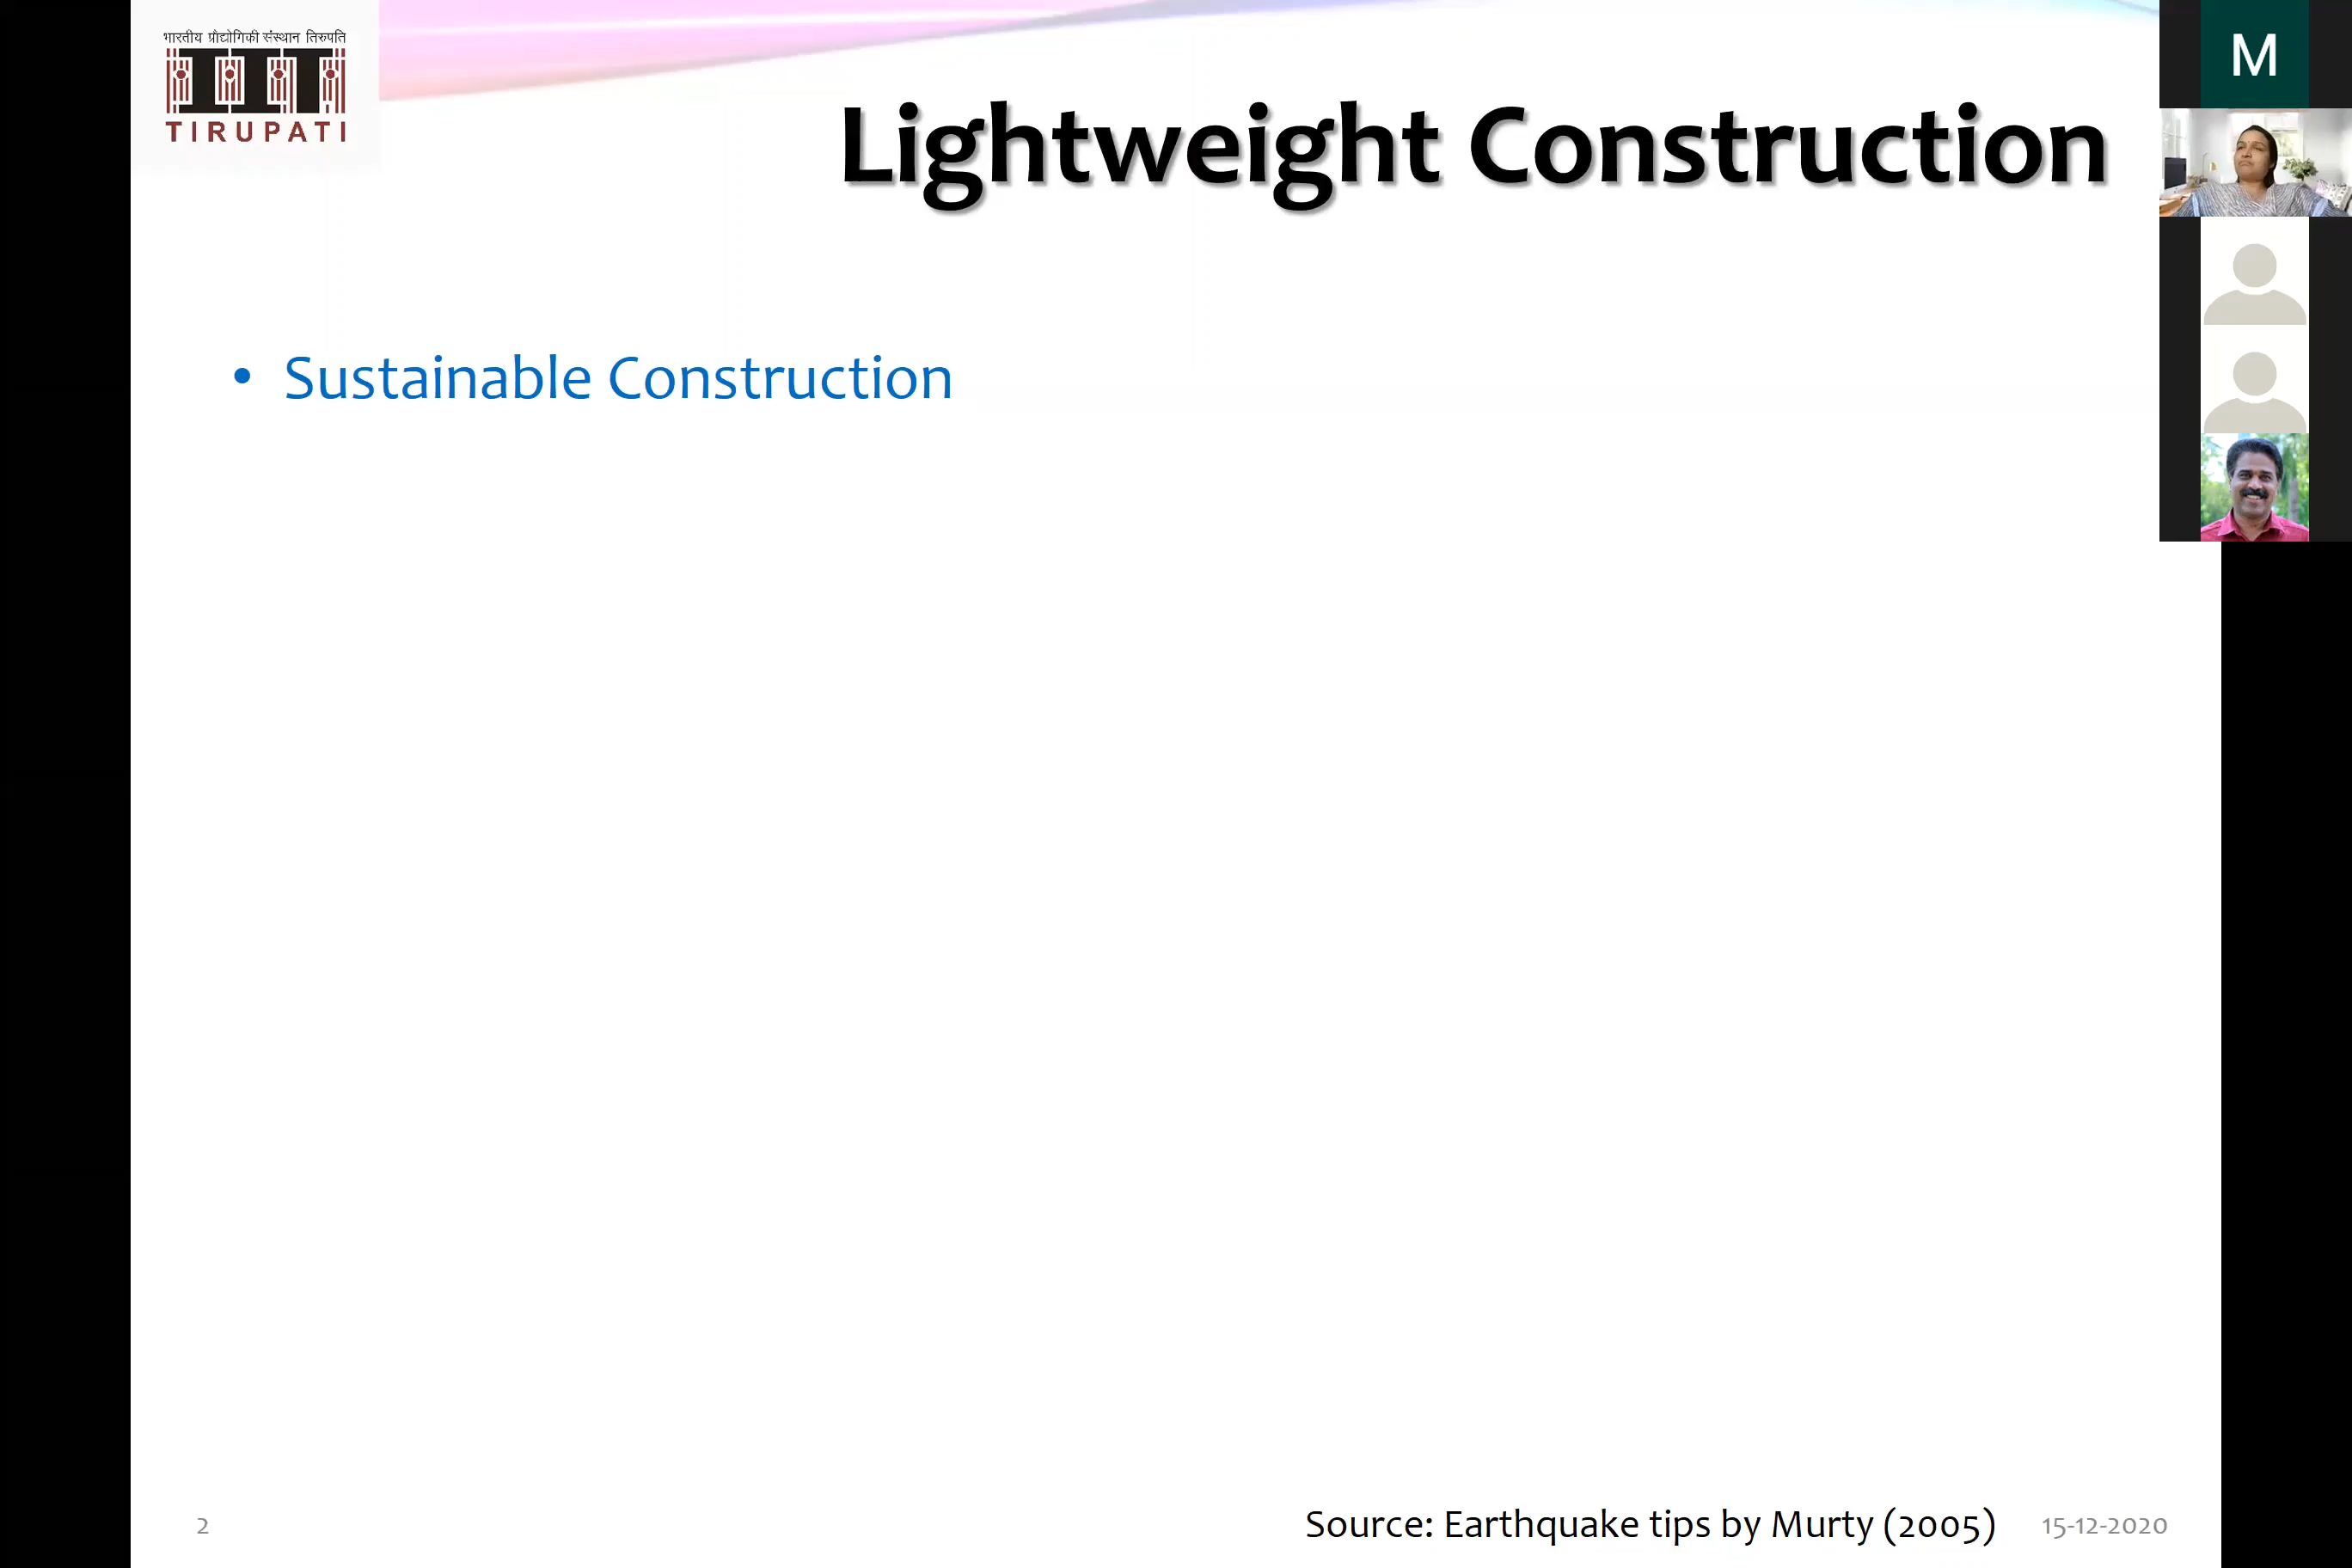 भारतीय प्रौद्योगिकी संस्थान तिरुपति
TIRUPATI
M
Lightweight Construction
• Sustainable Construction
2
Source: Earthquake tips by Murty (2005)
15-12-2020